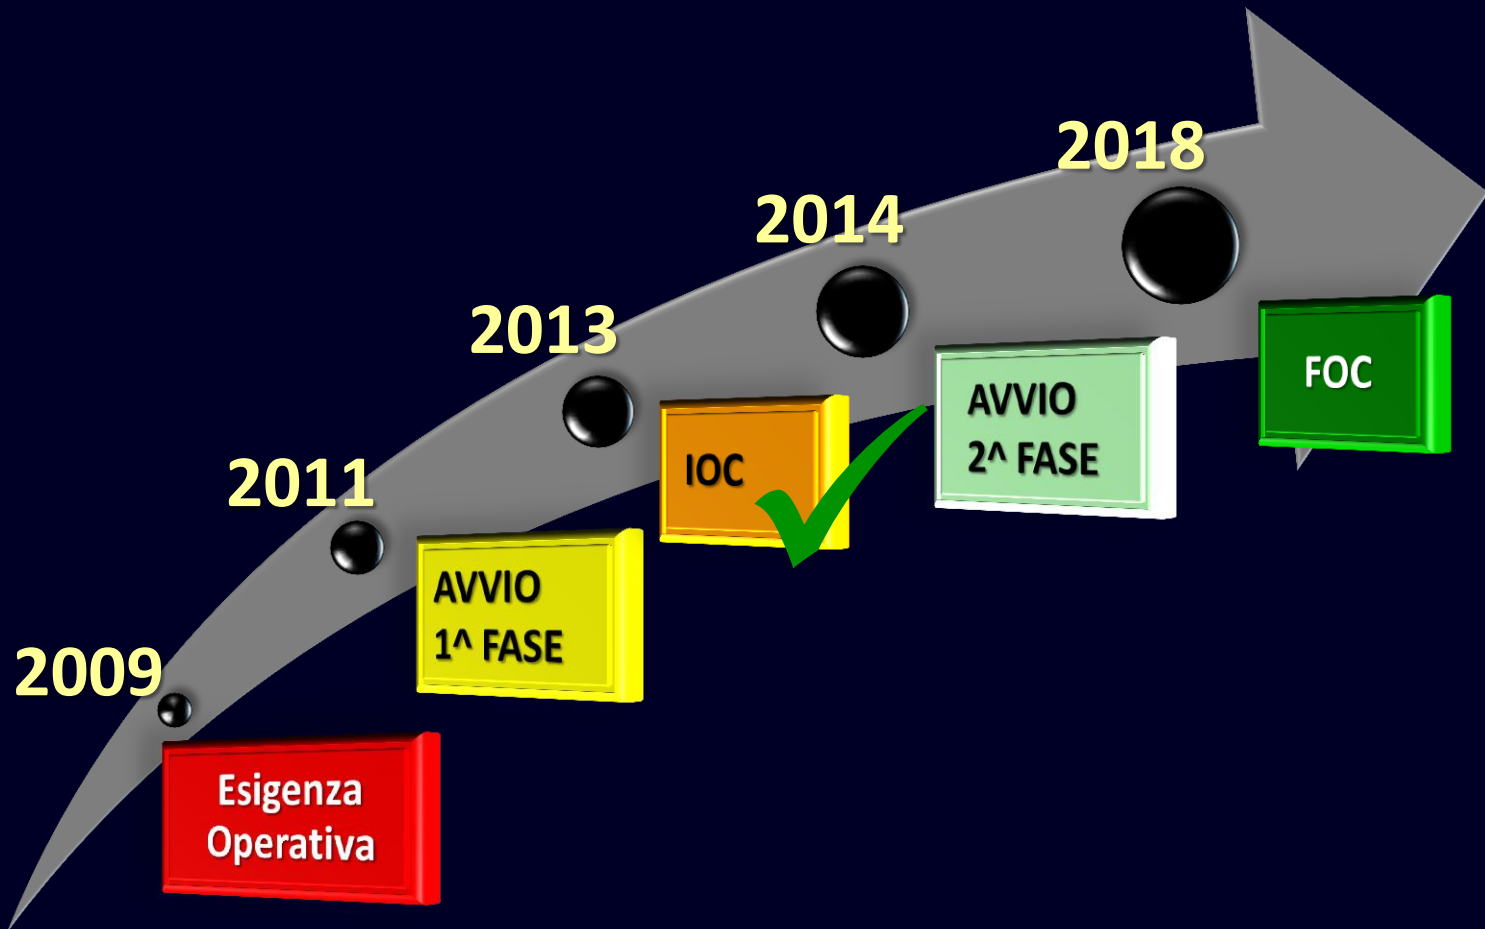 2009
Esigenza
Operativa
2011
AVVIO
1^ FASE
2013
IOC
2014
AVVIO
2^ FASE
2018
FOC